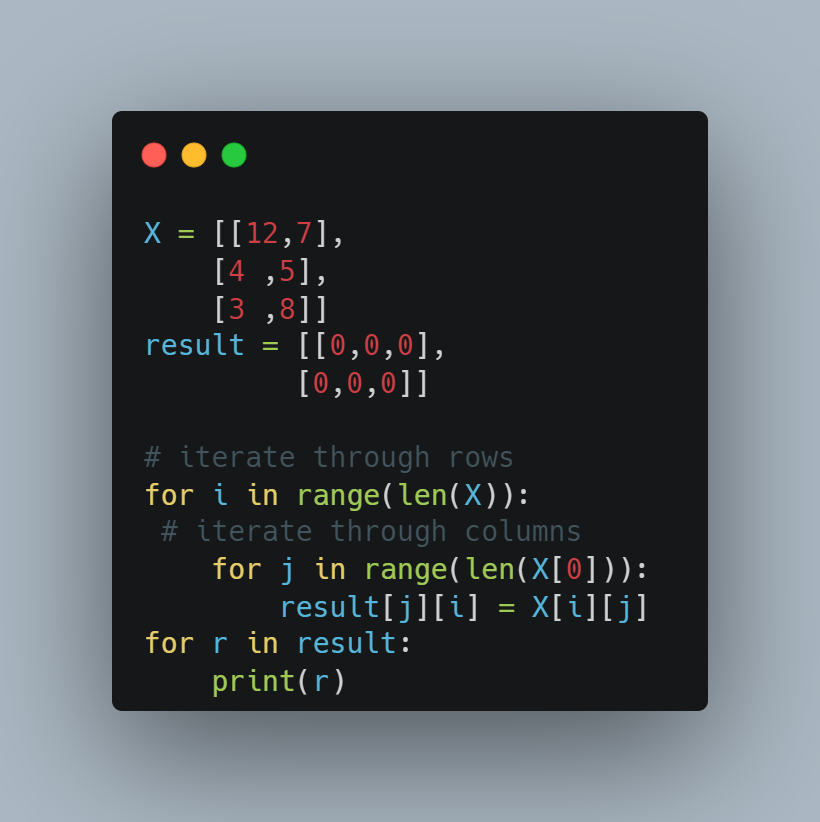 X = [[12,7],
    [4 ,5],
    [3 ,8]]
result = [[0,0,0],
         [0,0,0]]
# iterate through rows
for i in range(len(X)):
 # iterate through columns
    for j in range(len(X[0])):
        result[j][i] = X[i][j]
for r in result:
    print(r)